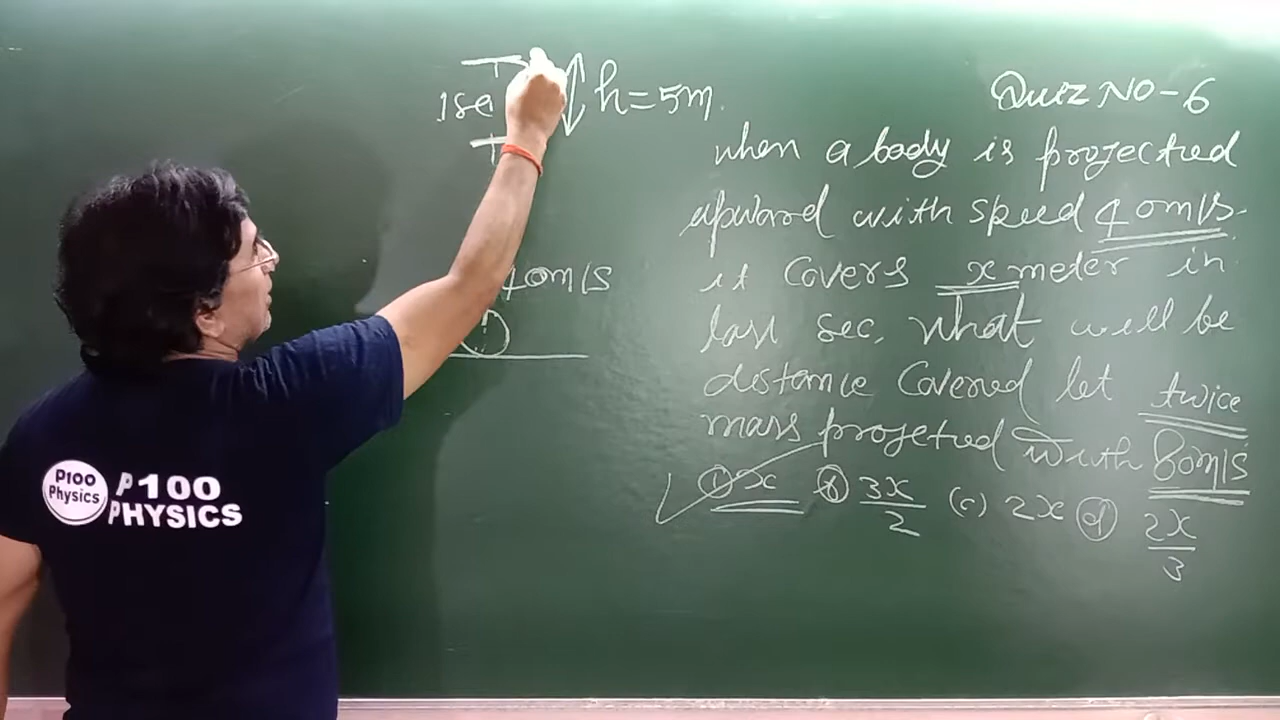 1se
h=5m.
40m/s
Quiz NO-6
when a body is projected
upward with speed 40m/s.
it covers x meter in
last sec, what will be
distance Covered let twice
mass projetud with 80m/s
x (b) 3x/2 (c) 2x (d) 2x/3
P100
Physics
P100
PHYSICS